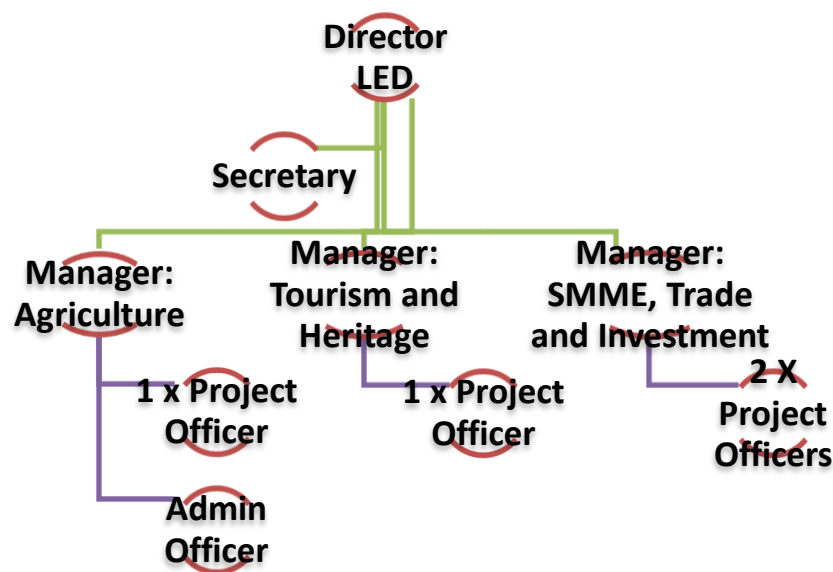 Director
LED
Secretary
Manager:
Agriculture
Manager:
Tourism and
Heritage
Manager:
SMME, Trade
and Investment
1 x Project
Officer
1 x Project
Officer
2 X
Project
Officers
Admin
Officer